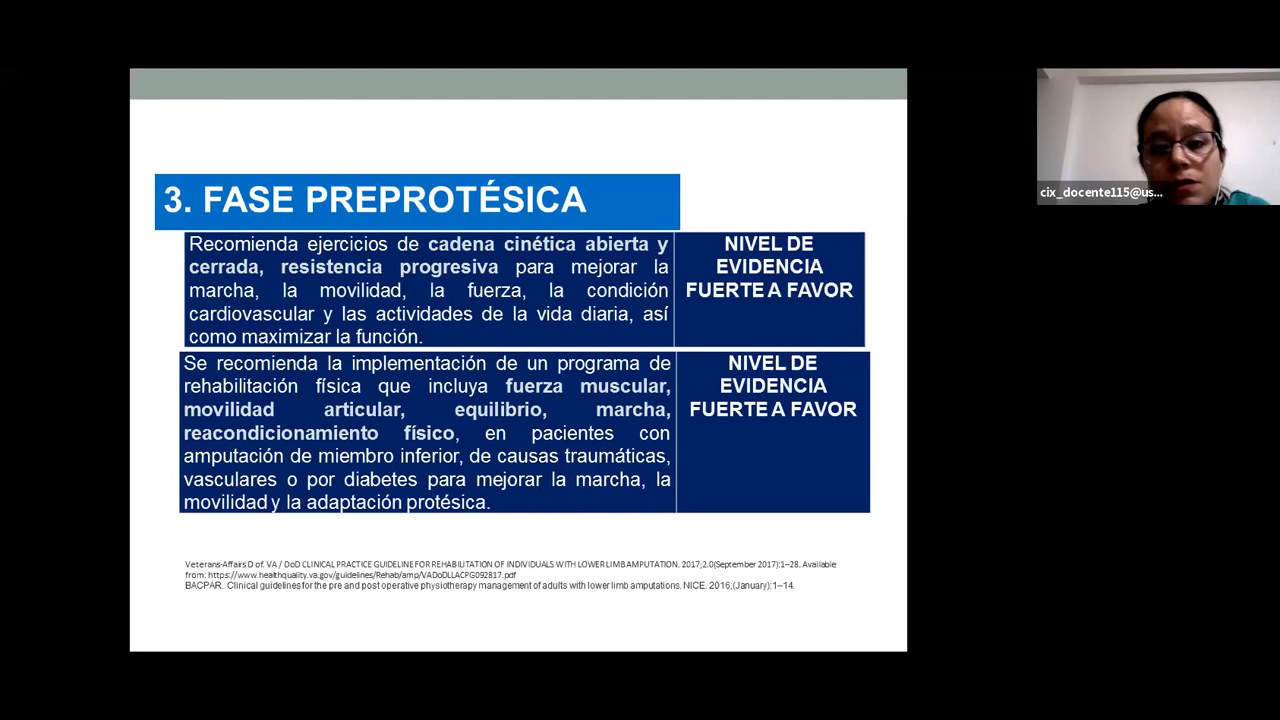 3. FASE PREPROTÉSICA
Recomienda ejercicios de cadena cinética abierta y
cerrada, resistencia progresiva para mejorar la
marcha, la movilidad, la fuerza, la condición
cardiovascular y las actividades de la vida diaria, así
como maximizar la función.
NIVEL DE
EVIDENCIA
FUERTE A FAVOR
Se recomienda la implementación de un programa de
rehabilitación física que incluya fuerza muscular,
movilidad articular, equilibrio, marcha,
reacondicionamiento físico, en pacientes con
amputación de miembro inferior, de causas traumáticas,
vasculares o por diabetes para mejorar la marcha, la
movilidad y la adaptación protésica.
NIVEL DE
EVIDENCIA
FUERTE A FAVOR
Veterans-Affairs D of. VA / DoD CLINICAL PRACTICE GUIDELINE FOR REHABILITATION OF INDIVIDUALS WITH LOWER LIMB AMPUTATION. 2017;2.0(September 2017):1–28. Available
from: https://www.healthquality.va.gov/guidelines/Rehab/amp/VADoDLLACPG092817.pdf
BACPAR. Clinical guidelines for the pre and post operative physiotherapy management of adults with lower limb amputations. NICE. 2016;(January):1–14.
cix_docente115@us...